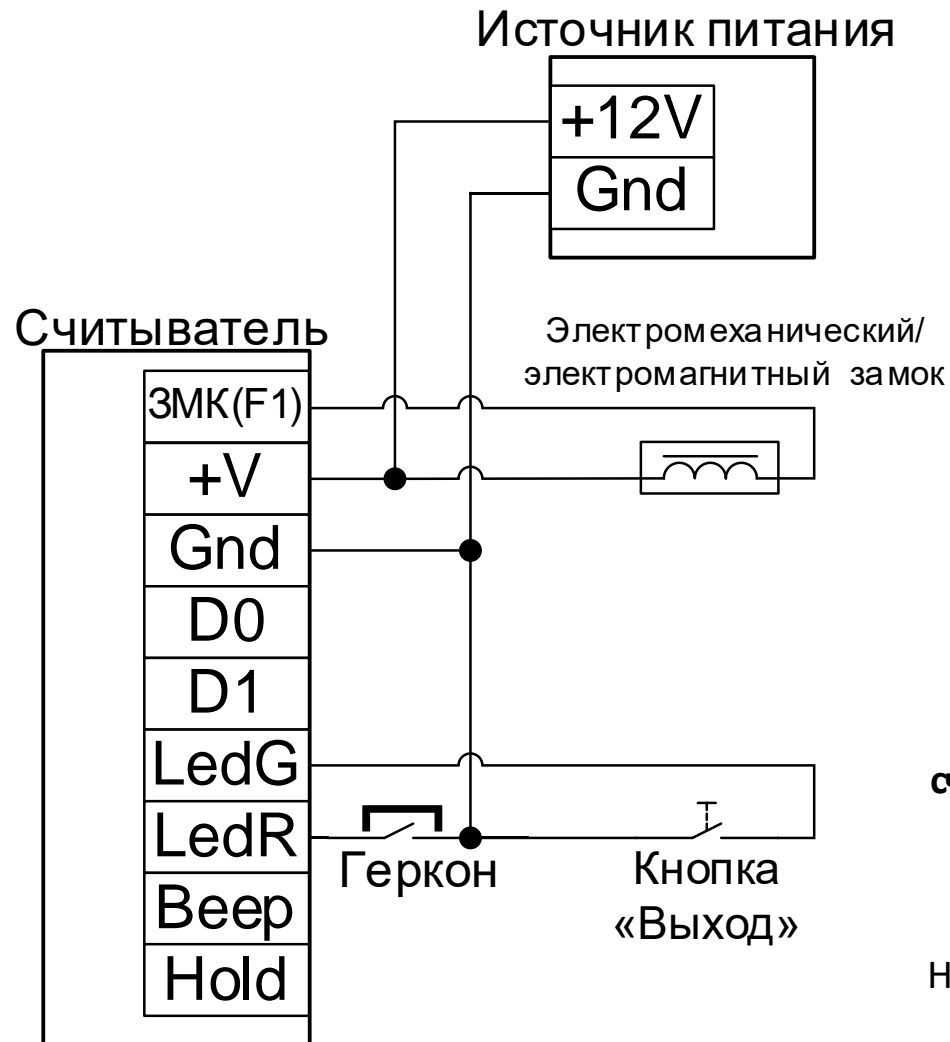 Источник питания
+12V
Gnd
Считыватель
Электромеханический/
электромагнитный замок
ЗМК(F1)
+V
Gnd
D0
D1
LedG
LedR
Геркон
Кнопка
«Выход»
Beep
Hold